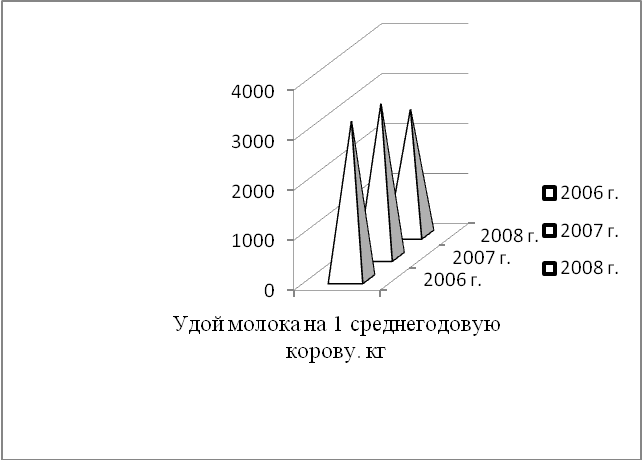 4000
3000
2000
1000
0
2008 г.
2007 г.
2006 г.
2006 г.
2007 г.
2008 г.
Удой молока на 1 среднегодовую
корову. кг